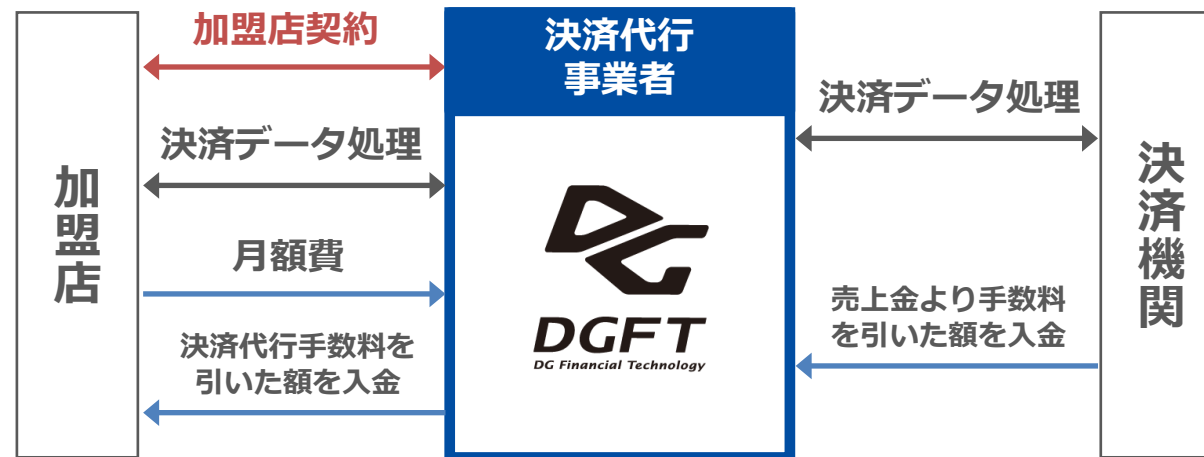 加盟店
加盟店契約
決済データ処理
月額費
決済代行手数料を
引いた額を入金
決済代行
事業者
DGFT
DG Financial Technology
決済データ処理
売上金より手数料
を引いた額を入金
決済機関